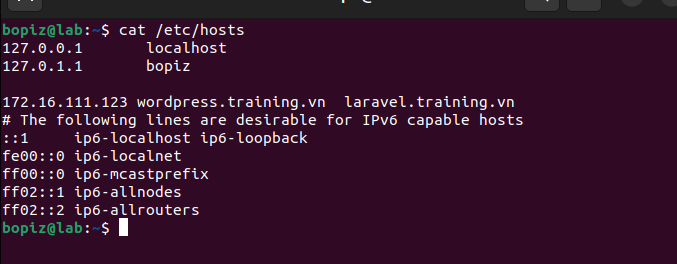 bopiz@lab:~$ cat /etc/hosts
127.0.0.1       localhost
127.0.1.1       bopiz

172.16.111.123 wordpress.training.vn  laravel.training.vn
# The following lines are desirable for IPv6 capable hosts
::1     ip6-localhost ip6-loopback
fe00::0 ip6-localnet
ff00::0 ip6-mcastprefix
ff02::1 ip6-allnodes
ff02::2 ip6-allrouters
bopiz@lab:~$